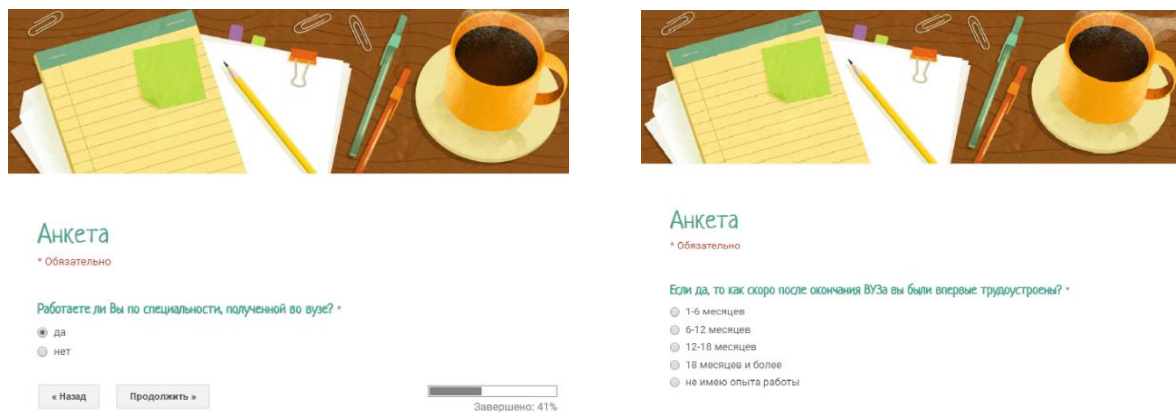 Анкета
* Обязательно
Работаете ли Вы по специальности, полученной во вузе? *
да
нет
« Назад
Продолжить »
Завершено: 41%
Анкета
* Обязательно
Если да, то как скоро после окончания ВУЗа вы были впервые трудоустроены? *
1-6 месяцев
6-12 месяцев
12-18 месяцев
18 месяцев и более
не имею опыта работы